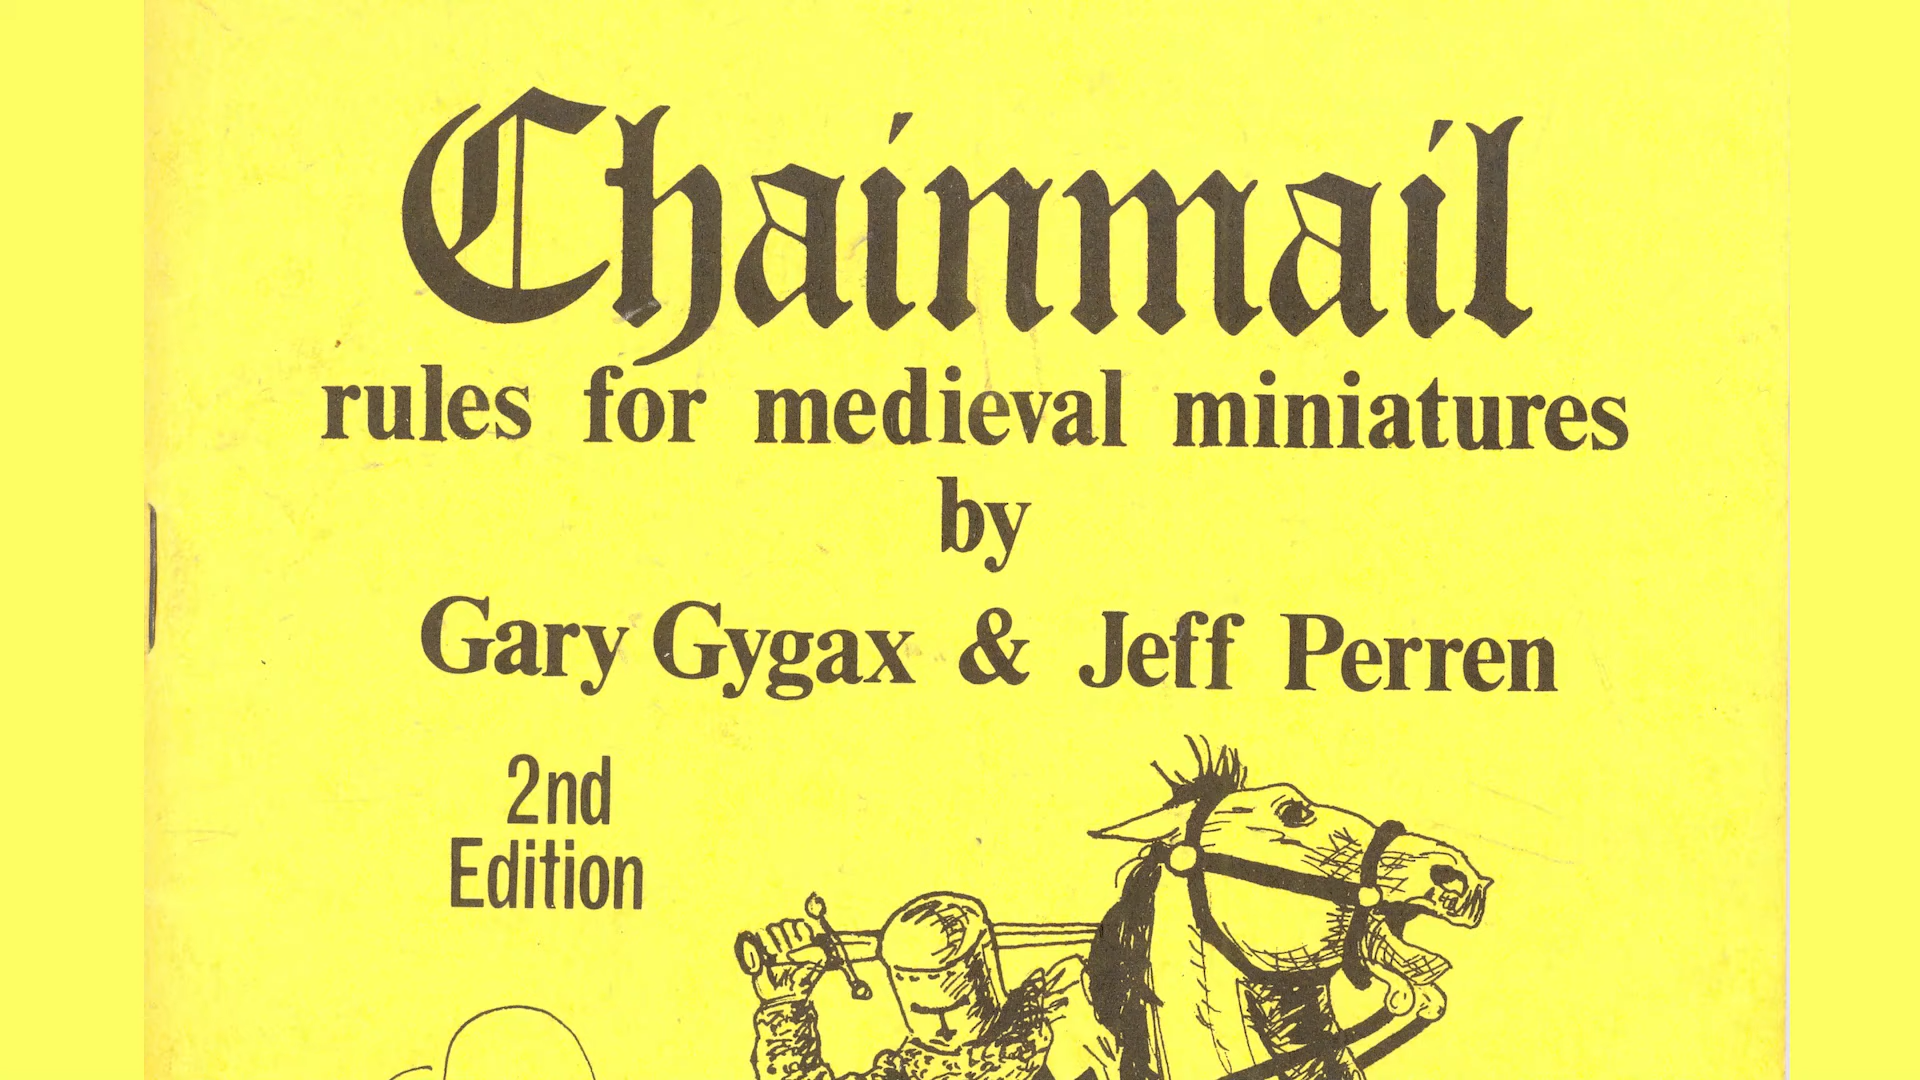 Chainmail
rules for medieval miniatures
by
Gary Gygax & Jeff Perren
2nd
Edition